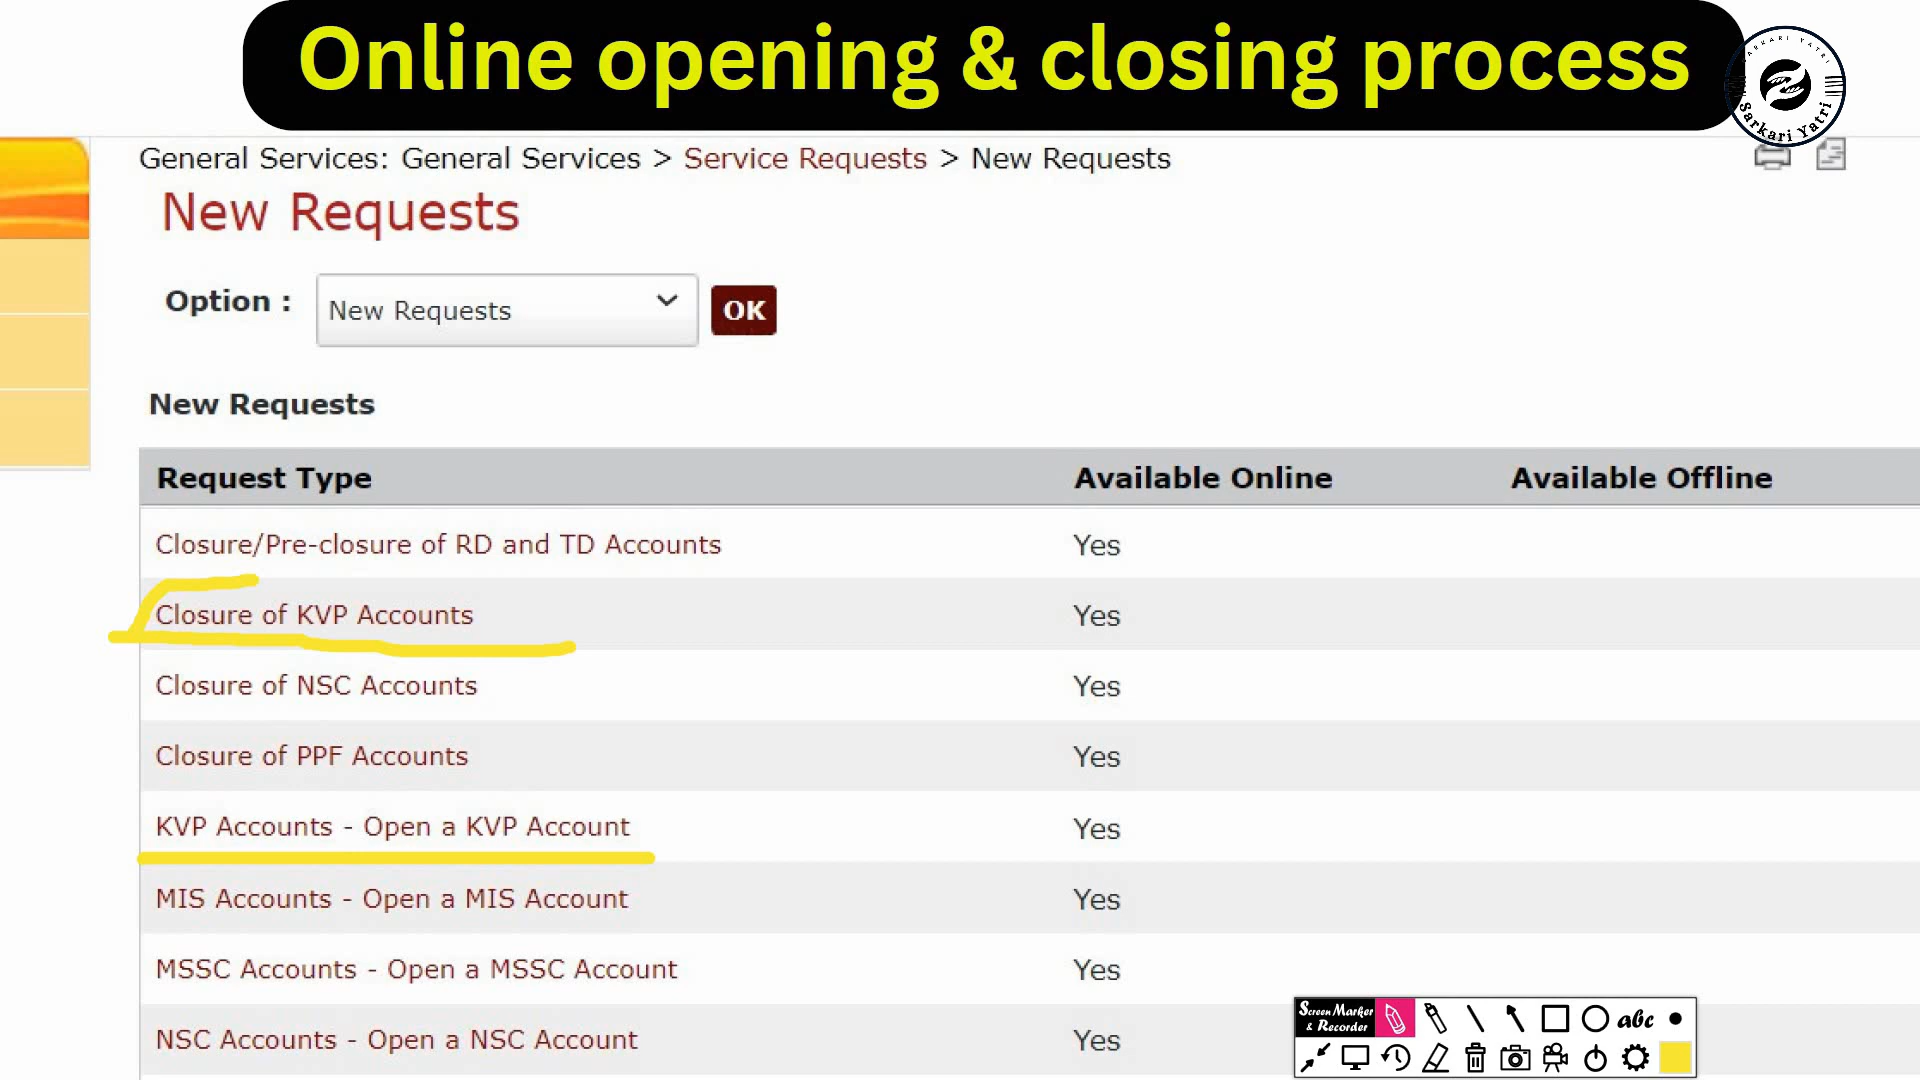 Online opening & closing process
SARKARI YATRI
Sarkari Yatri
General Services: General Services > Service Requests > New Requests
New Requests
Option :
New Requests
OK
New Requests
Request Type Available Online Available Offline
Closure/Pre-closure of RD and TD Accounts Yes
Closure of KVP Accounts Yes
Closure of NSC Accounts Yes
Closure of PPF Accounts Yes
KVP Accounts - Open a KVP Account Yes
MIS Accounts - Open a MIS Account Yes
MSSC Accounts - Open a MSSC Account Yes
NSC Accounts - Open a NSC Account Yes
Screen Marker
& Recorder
abc